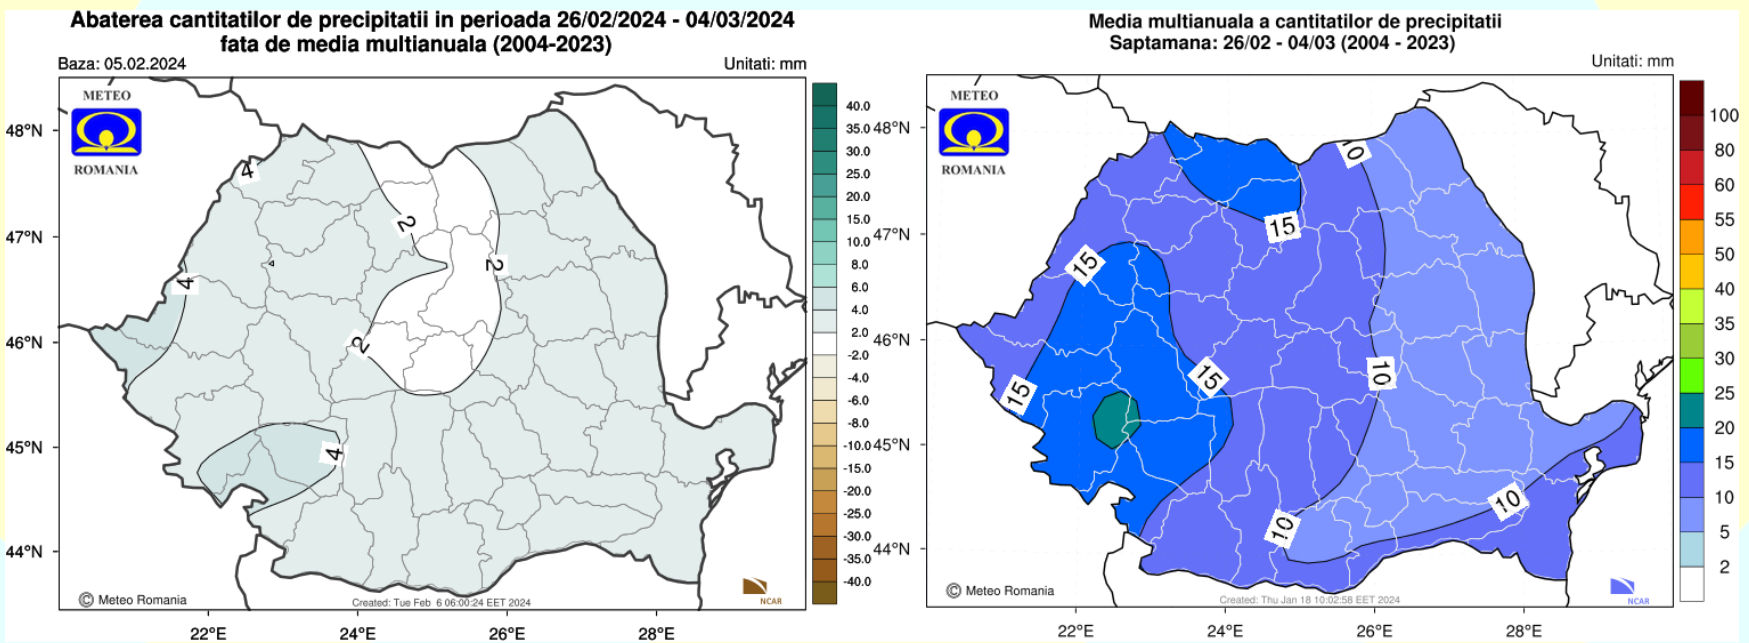 Abaterea cantitatilor de precipitatii in perioada 26/02/2024 - 04/03/2024
fata de media multianuala (2004-2023)
Baza: 05.02.2024
Unitati: mm
METEO
ROMANIA
48°N
47°N
46°N
45°N
44°N
4
4
2
2
2
4
40.0
35.0
30.0
25.0
20.0
15.0
10.0
8.0
6.0
4.0
2.0
-2.0
-4.0
-6.0
-8.0
-10.0
-15.0
-20.0
-25.0
-30.0
-35.0
-40.0
© Meteo Romania
Created: Tue Feb 6 06:00:24 EET 2024
NCAR
22°E
24°E
26°E
28°E
Media multianuala a cantitatilor de precipitatii
Saptamana: 26/02 - 04/03 (2004 - 2023)
Unitati: mm
METEO
ROMANIA
48°N
47°N
46°N
45°N
44°N
10
15
15
15
15
10
10
10
100
80
60
55
50
40
35
30
25
20
15
10
5
2
© Meteo Romania
Created: Thu Jan 18 10:02:58 EET 2024
NCAR
22°E
24°E
26°E
28°E